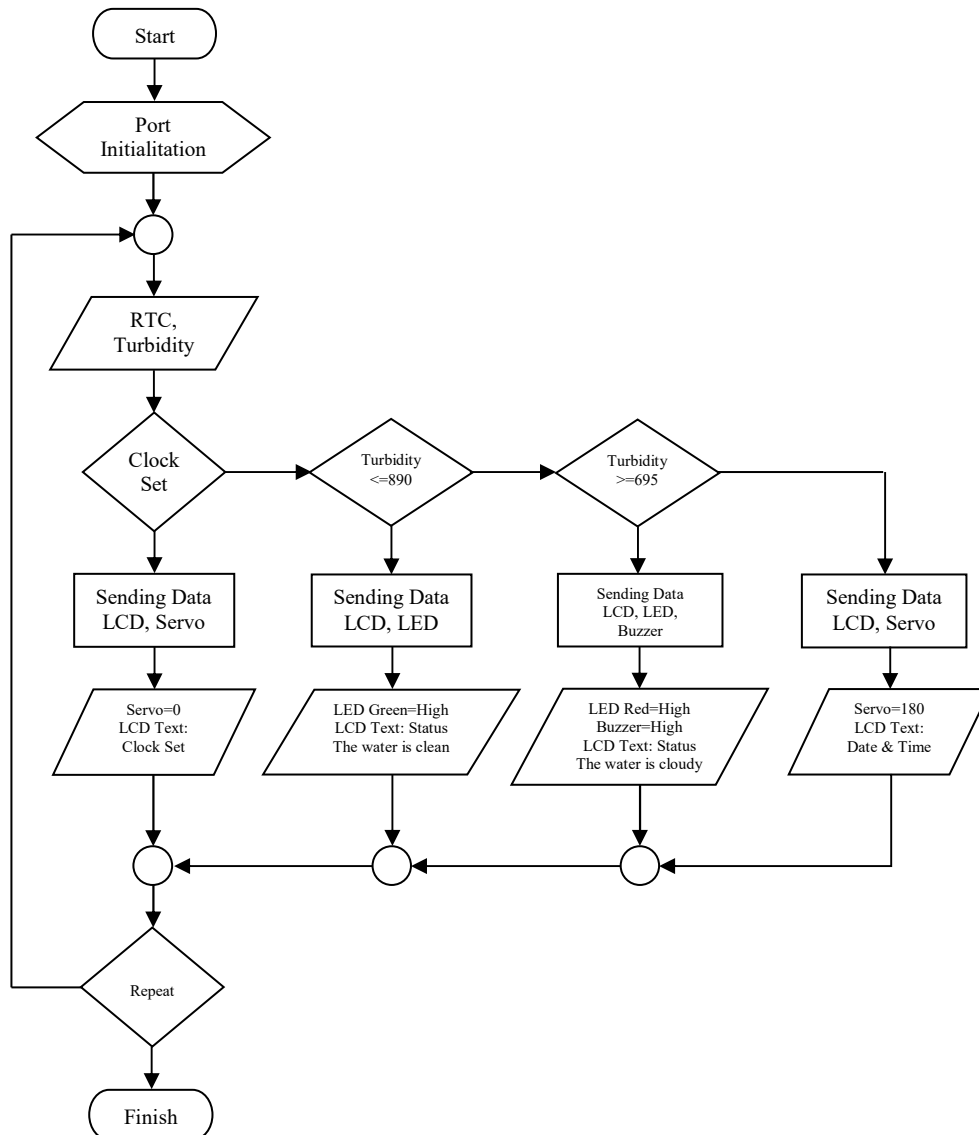 Start
Port
Initialitation
RTC,
Turbidity
Clock
Set
Turbidity
<=890
Turbidity
>=695
Sending Data
LCD, Servo
Sending Data
LCD, LED
Sending Data
LCD, LED,
Buzzer
Sending Data
LCD, Servo
Servo=0
LCD Text:
Clock Set
LED Green=High
LCD Text: Status
The water is clean
LED Red=High
Buzzer=High
LCD Text: Status
The water is cloudy
Servo=180
LCD Text:
Date & Time
Repeat
Finish